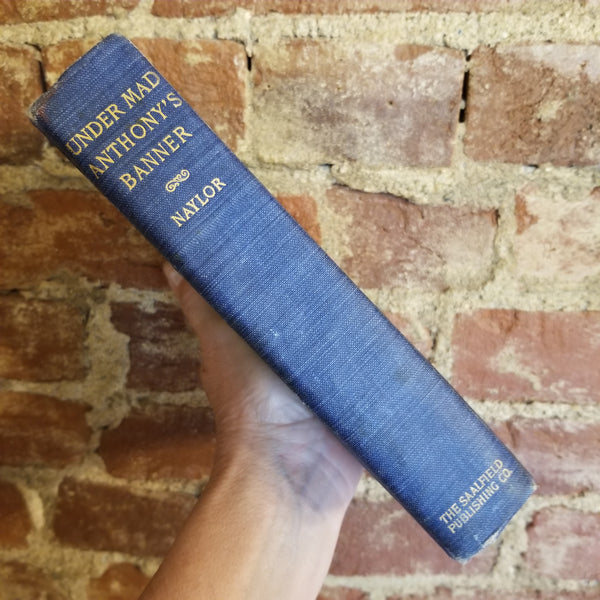 UNDER MAD
ANTHONY'S
BANNER
NAYLOR
THE SAALFIELD
PUBLISHING CO.